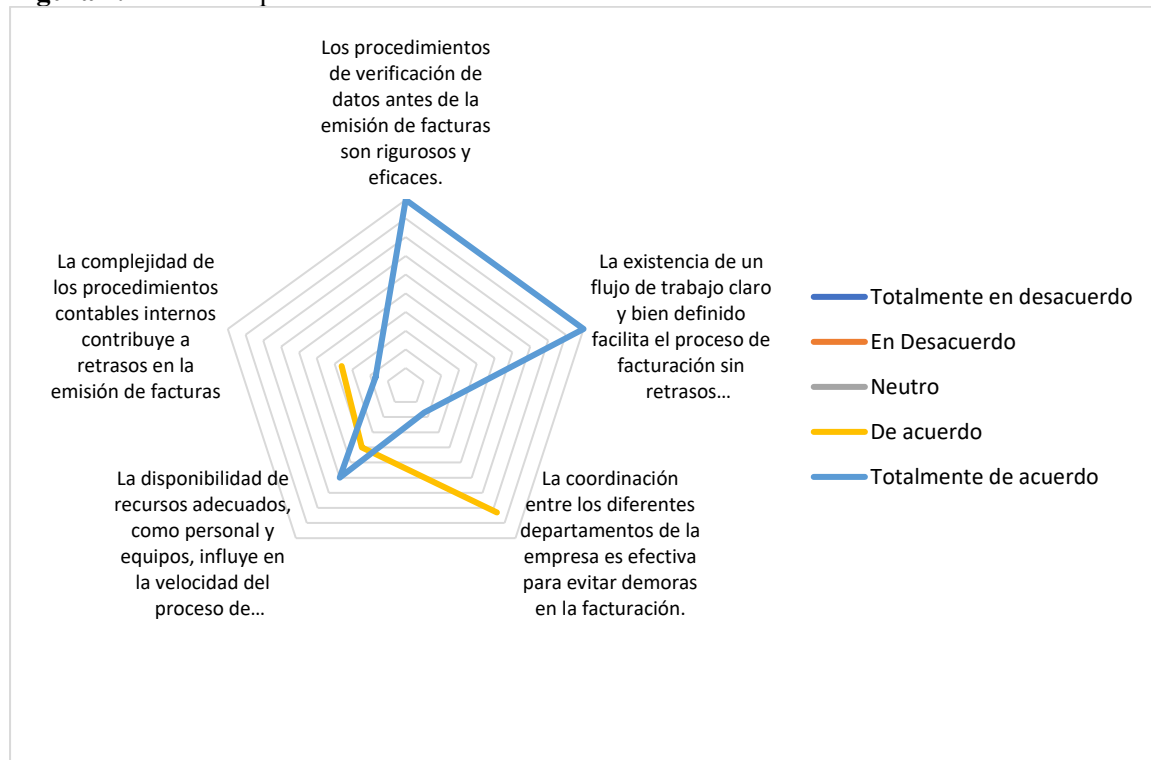 Los procedimientos
de verificación de
datos antes de la
emisión de facturas
son rigurosos y
eficaces.
La existencia de un
flujo de trabajo claro
y bien definido
facilita el proceso de
facturación sin
retrasos…
La coordinación
entre los diferentes
departamentos de la
empresa es efectiva
para evitar demoras
en la facturación.
La disponibilidad de
recursos adecuados,
como personal y
equipos, influye en
la velocidad del
proceso de…
La complejidad de
los procedimientos
contables internos
contribuye a
retrasos en la
emisión de facturas
Totalmente en desacuerdo
En Desacuerdo
Neutro
De acuerdo
Totalmente de acuerdo